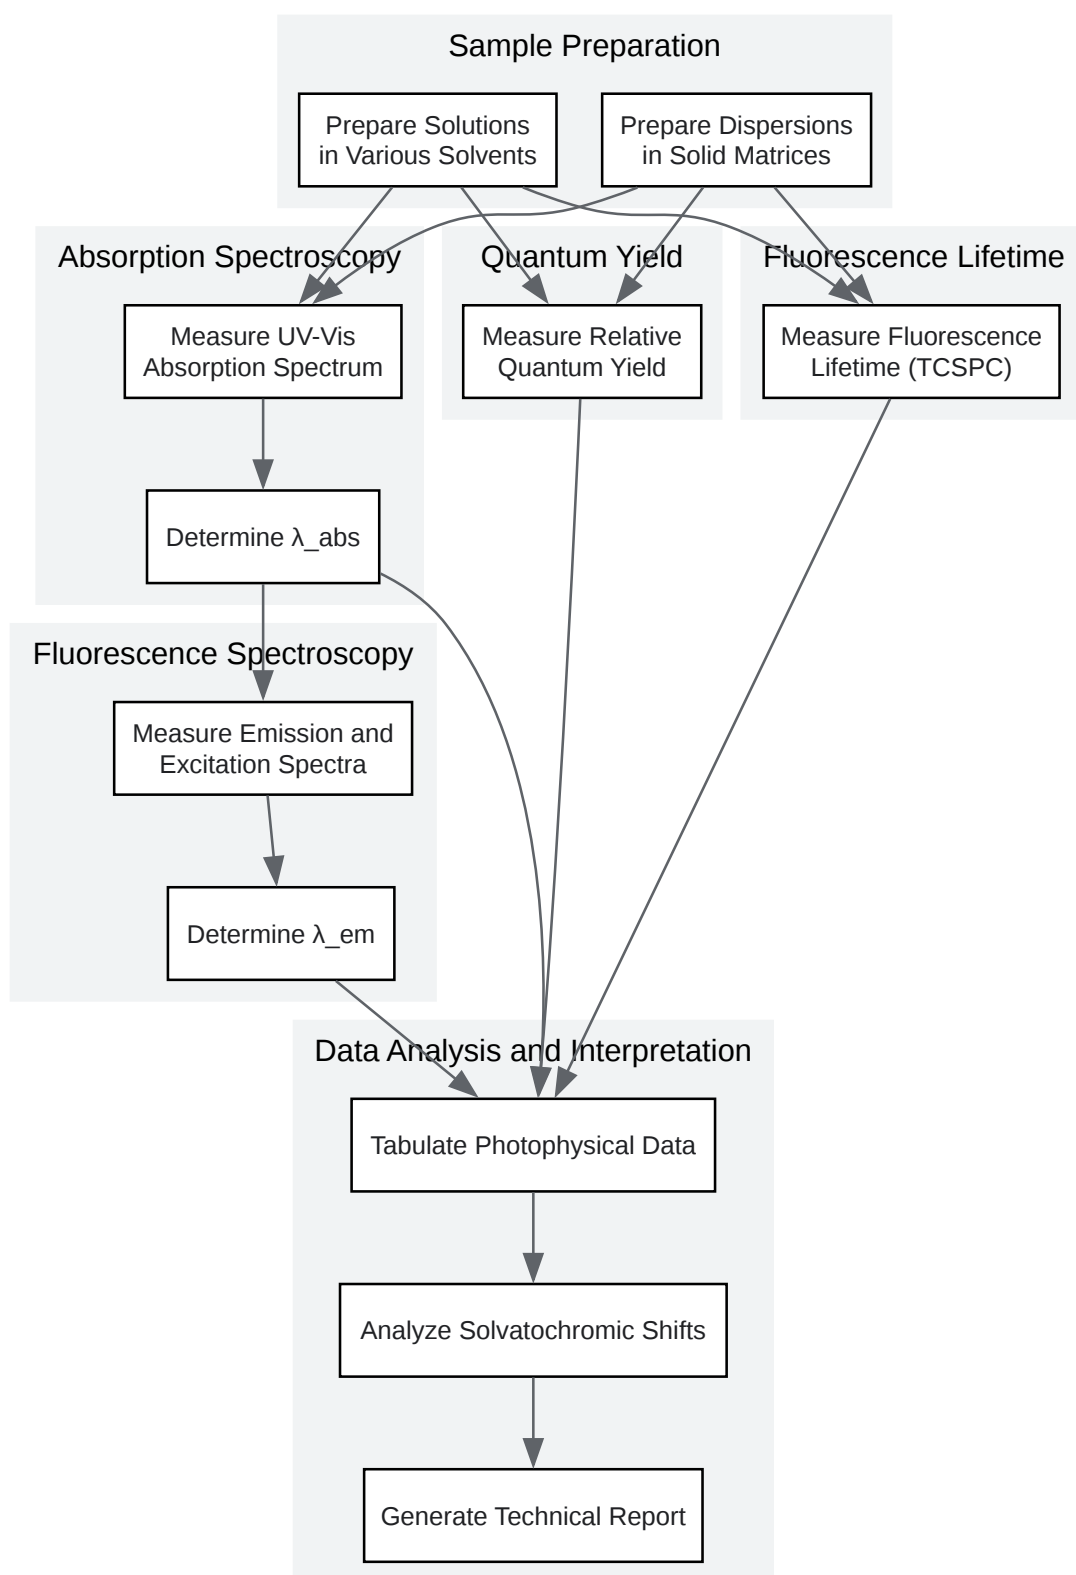 Sample Preparation
Prepare Solutions
in Various Solvents
Prepare Dispersions
in Solid Matrices
Absorption Spectroscopy
Quantum Yield
Fluorescence Lifetime
Measure UV-Vis
Absorption Spectrum
Measure Relative
Quantum Yield
Measure Fluorescence
Lifetime (TCSPC)
Determine λ_abs
Fluorescence Spectroscopy
Measure Emission and
Excitation Spectra
Determine λ_em
Data Analysis and Interpretation
Tabulate Photophysical Data
Analyze Solvatochromic Shifts
Generate Technical Report